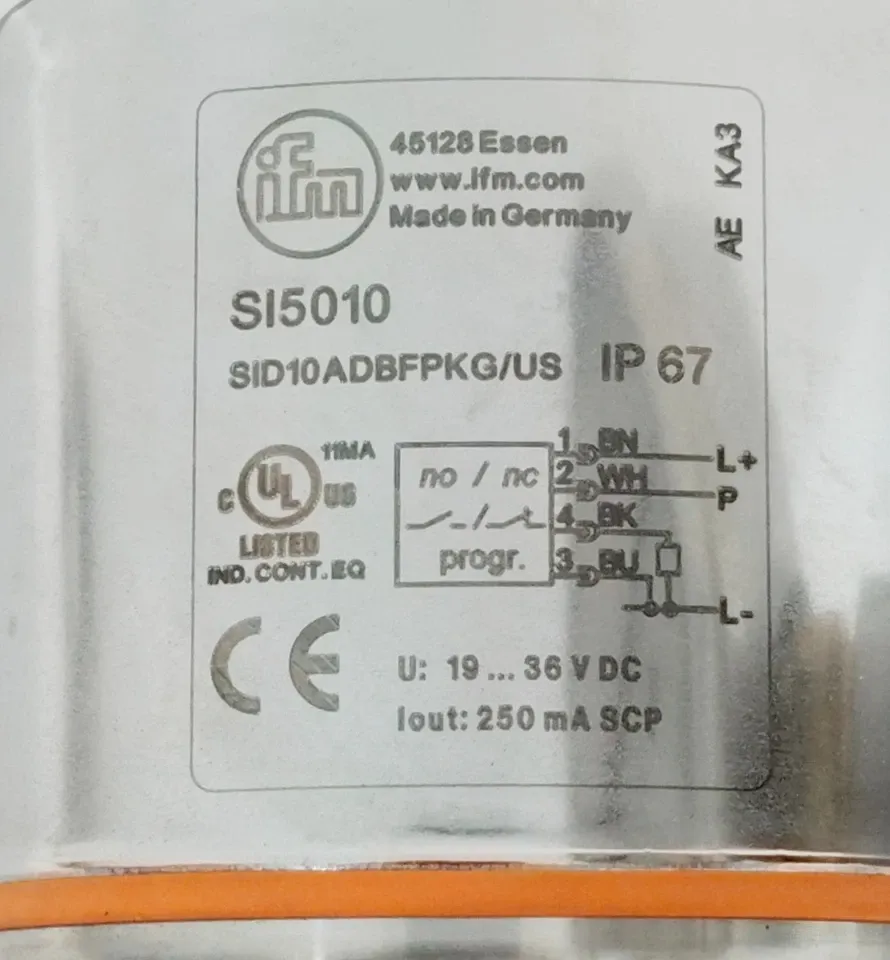 ifm
45128 Essen
www.ifm.com
Made in Germany
AE KA3
SI5010
SID10ADBFPKG/US IP 67
11MA
C UL US
LISTED
IND.CONT.EQ
no / nc
progr.
1 BN L+
2 WH P
4 BK
3 BU L-
CE
U: 19 ... 36 V DC
Iout: 250 mA SCP